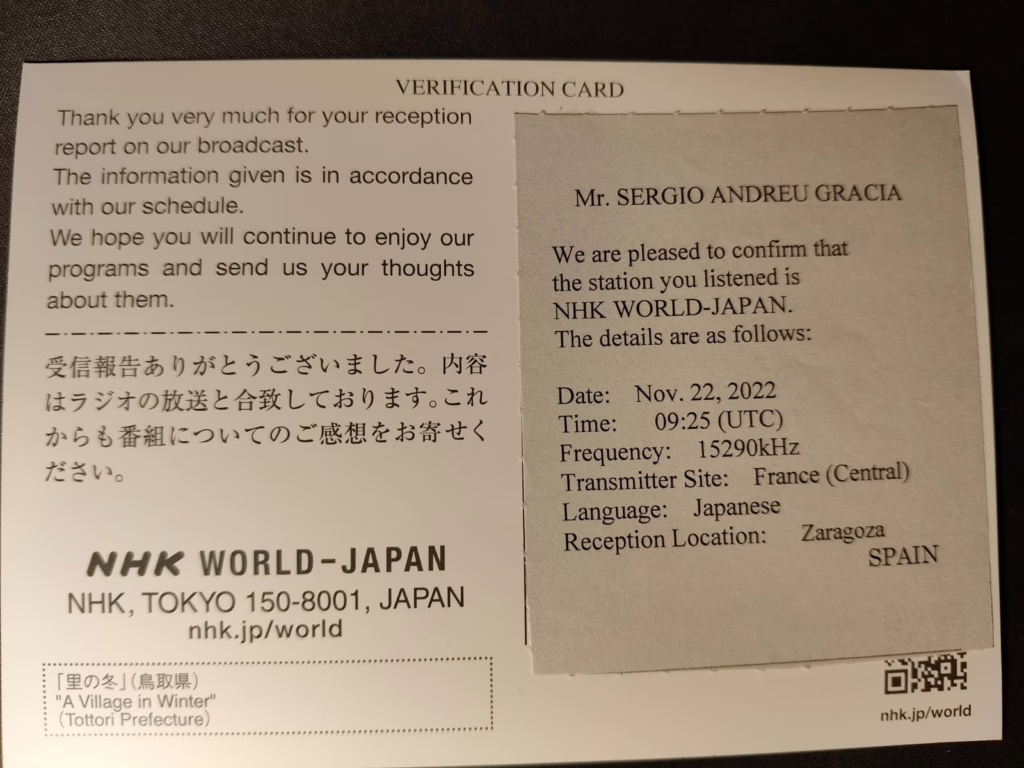 VERIFICATION CARD
Thank you very much for your reception
report on our broadcast.
The information given is in accordance
with our schedule.
We hope you will continue to enjoy our
programs and send us your thoughts
about them.
受信報告ありがとうございました。内容
はラジオの放送と合致しております。これ
からも番組についてのご感想をお寄せく
ださい。
NHK WORLD-JAPAN
NHK, TOKYO 150-8001, JAPAN
nhk.jp/world
「里の冬」(鳥取県)
"A Village in Winter"
(Tottori Prefecture)
Mr. SERGIO ANDREU GRACIA
We are pleased to confirm that
the station you listened is
NHK WORLD-JAPAN.
The details are as follows:
Date: Nov. 22, 2022
Time: 09:25 (UTC)
Frequency: 15290kHz
Transmitter Site: France (Central)
Language: Japanese
Reception Location: Zaragoza
SPAIN
nhk.jp/world